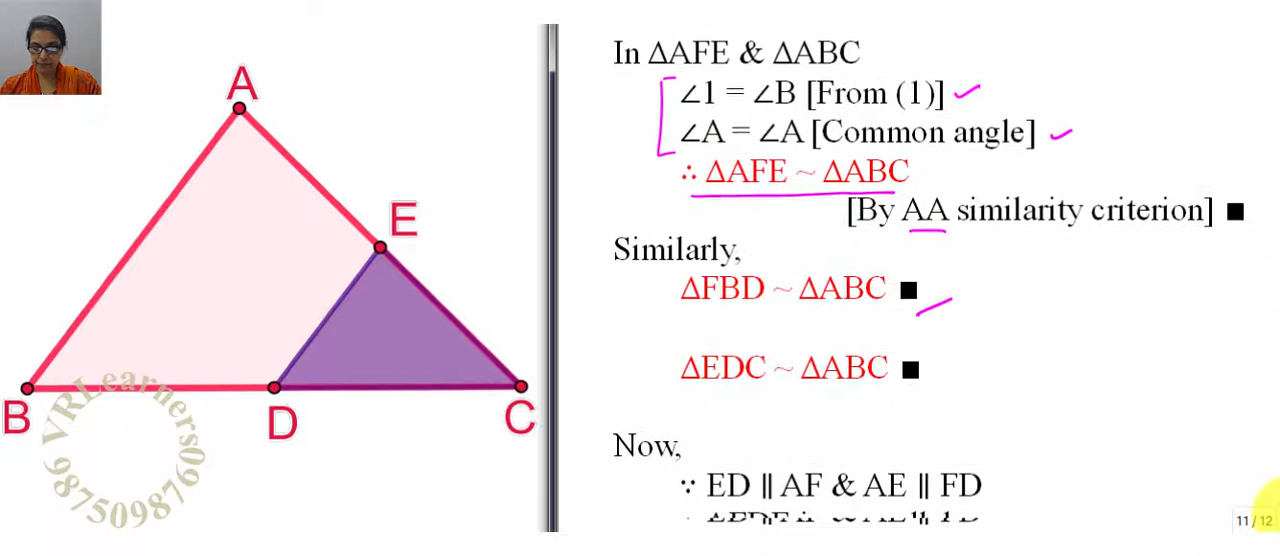 A
E
B
D
C
VRLearners
9875098760
In ΔAFE & ΔABC
∠1 = ∠B [From (1)]
∠A = ∠A [Common angle]
∴ ΔAFE ~ ΔABC
[By AA similarity criterion] ■
Similarly,
ΔFBD ~ ΔABC ■
ΔEDC ~ ΔABC ■
Now,
∵ ED ∥ AF & AE ∥ FD
11 / 12